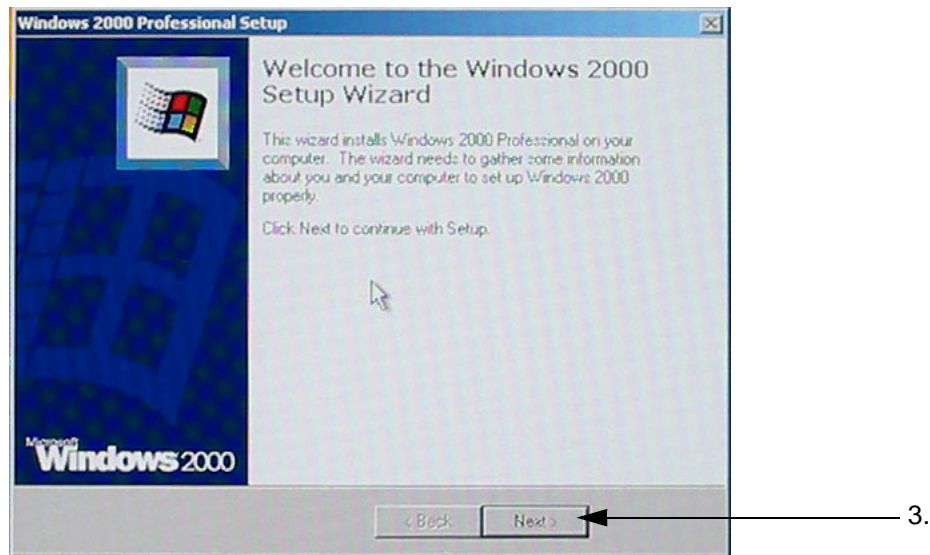 Windows 2000 Professional Setup
Welcome to the Windows 2000
Setup Wizard
This wizard installs Windows 2000 Professional on your
computer. The wizard needs to gather some information
about you and your computer to set up Windows 2000
properly.
Click Next to continue with Setup.
Microsoft
Windows 2000
< Back
Next >
3.